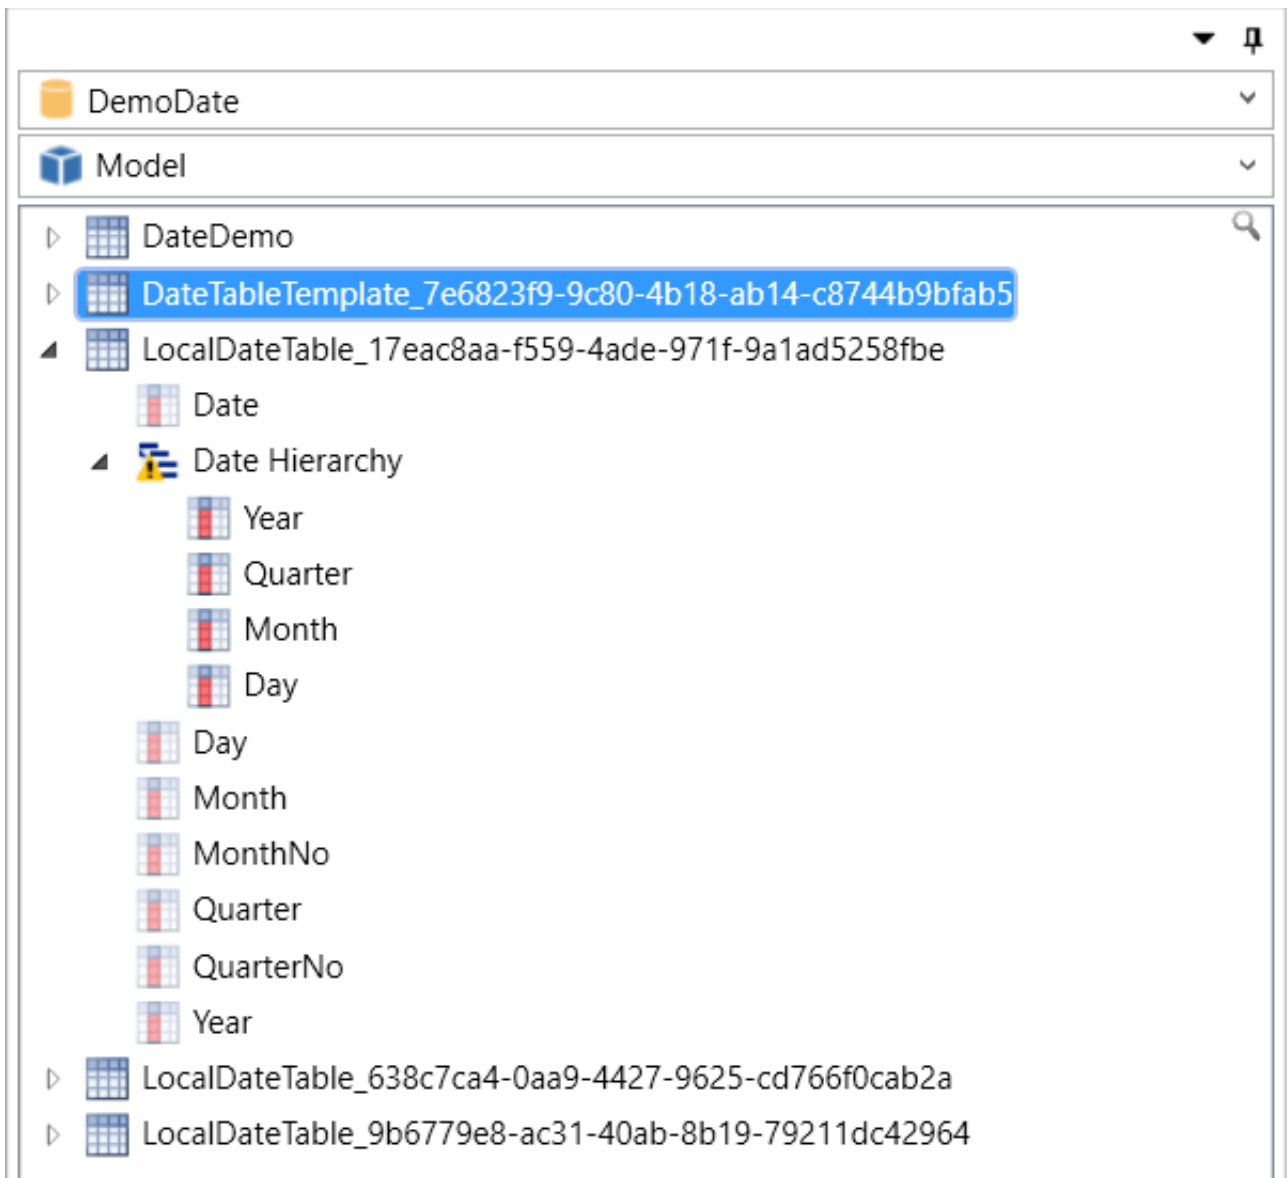 DemoDate
Model
DateDemo
DateTableTemplate_7e6823f9-9c80-4b18-ab14-c8744b9bfab5
LocalDateTable_17eac8aa-f559-4ade-971f-9a1ad5258fbe
Date
Date Hierarchy
Year
Quarter
Month
Day
Day
Month
MonthNo
Quarter
QuarterNo
Year
LocalDateTable_638c7ca4-0aa9-4427-9625-cd766f0cab2a
LocalDateTable_9b6779e8-ac31-40ab-8b19-79211dc42964